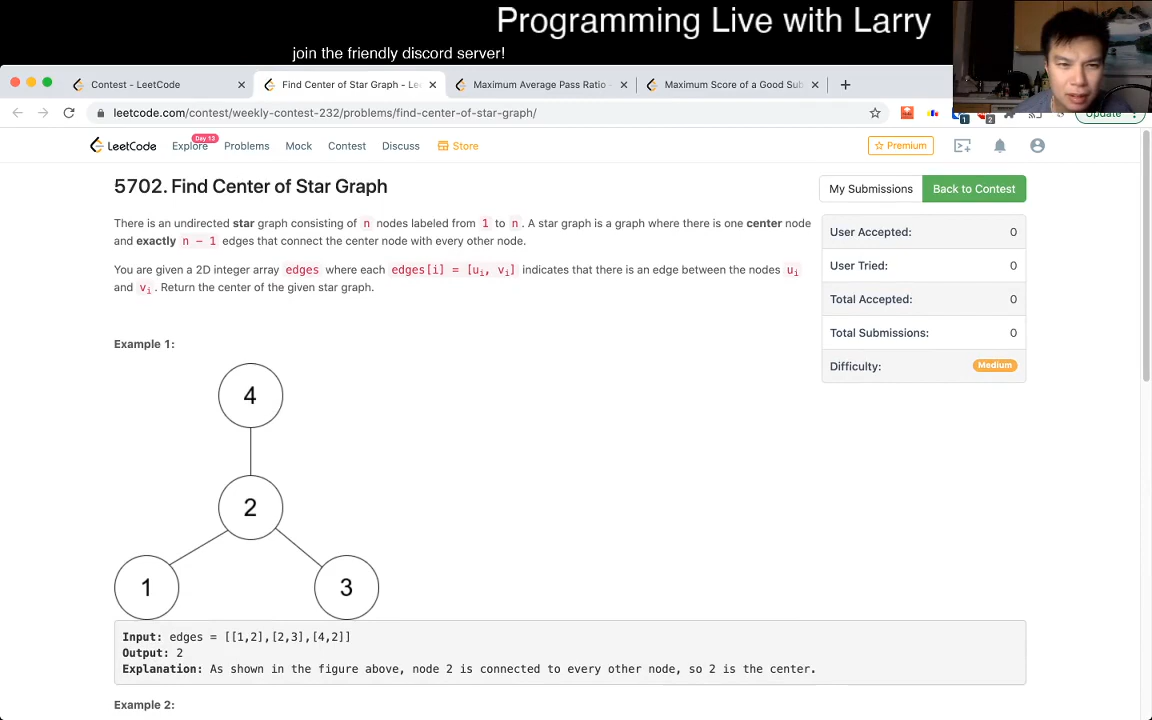 Programming Live with Larry
join the friendly discord server!
Contest - LeetCode
Find Center of Star Graph - Le
Maximum Average Pass Ratio -
Maximum Score of a Good Sub
leetcode.com/contest/weekly-contest-232/problems/find-center-of-star-graph/
1
2
Update
LeetCode
Explore
Day 13
Problems
Mock
Contest
Discuss
Store
Premium
5702. Find Center of Star Graph
My Submissions
Back to Contest
There is an undirected star graph consisting of n nodes labeled from 1 to n. A star graph is a graph where there is one center node
and exactly n - 1 edges that connect the center node with every other node.
You are given a 2D integer array edges where each edges[i] = [ui, vi] indicates that there is an edge between the nodes ui
and vi. Return the center of the given star graph.
User Accepted: 0
User Tried: 0
Total Accepted: 0
Total Submissions: 0
Difficulty: Medium
Example 1:
4
2
1
3
Input: edges = [[1,2],[2,3],[4,2]]
Output: 2
Explanation: As shown in the figure above, node 2 is connected to every other node, so 2 is the center.
Example 2: